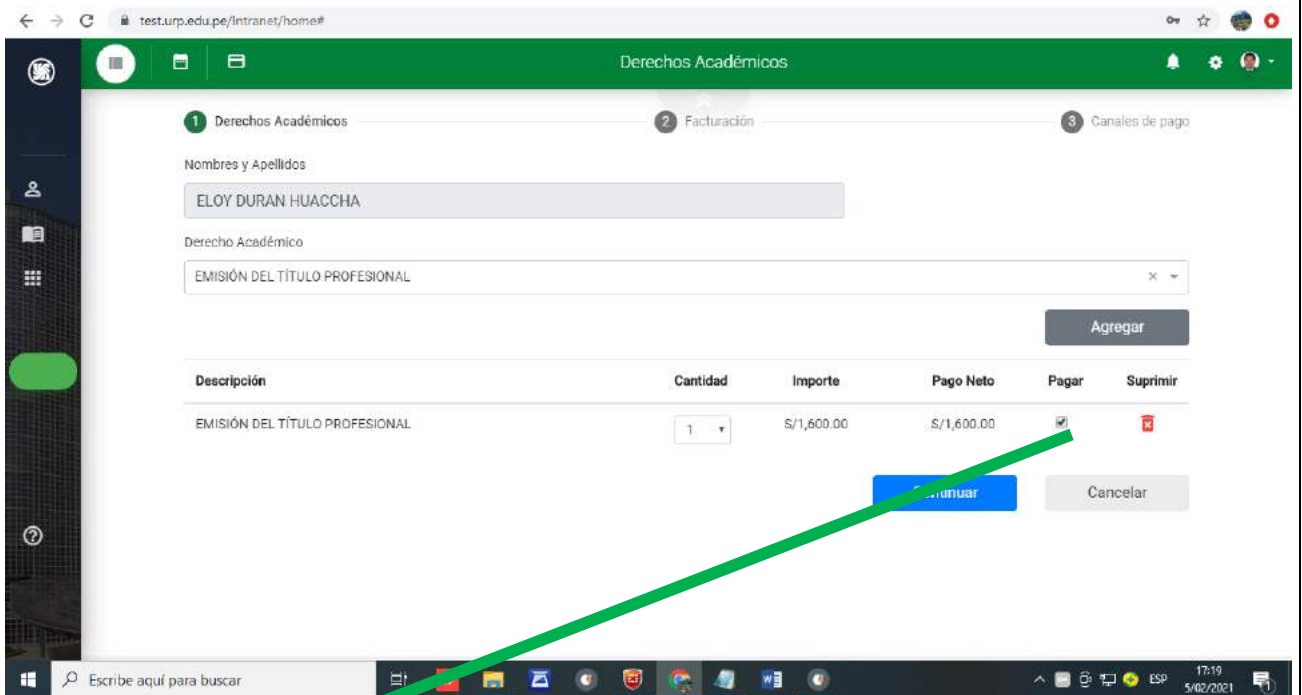 test.urp.edu.pe/Intranet/home#
Derechos Académicos
1 Derechos Académicos
2 Facturación
3 Canales de pago
Nombres y Apellidos
ELOY DURAN HUACCHA
Derecho Académico
EMISIÓN DEL TÍTULO PROFESIONAL
Agregar
Descripción Cantidad Importe Pago Neto Pagar Suprimir
EMISIÓN DEL TÍTULO PROFESIONAL 1 S/1,600.00 S/1,600.00
Continuar Cancelar
Escribe aquí para buscar
ESP
17:19
5/02/2021